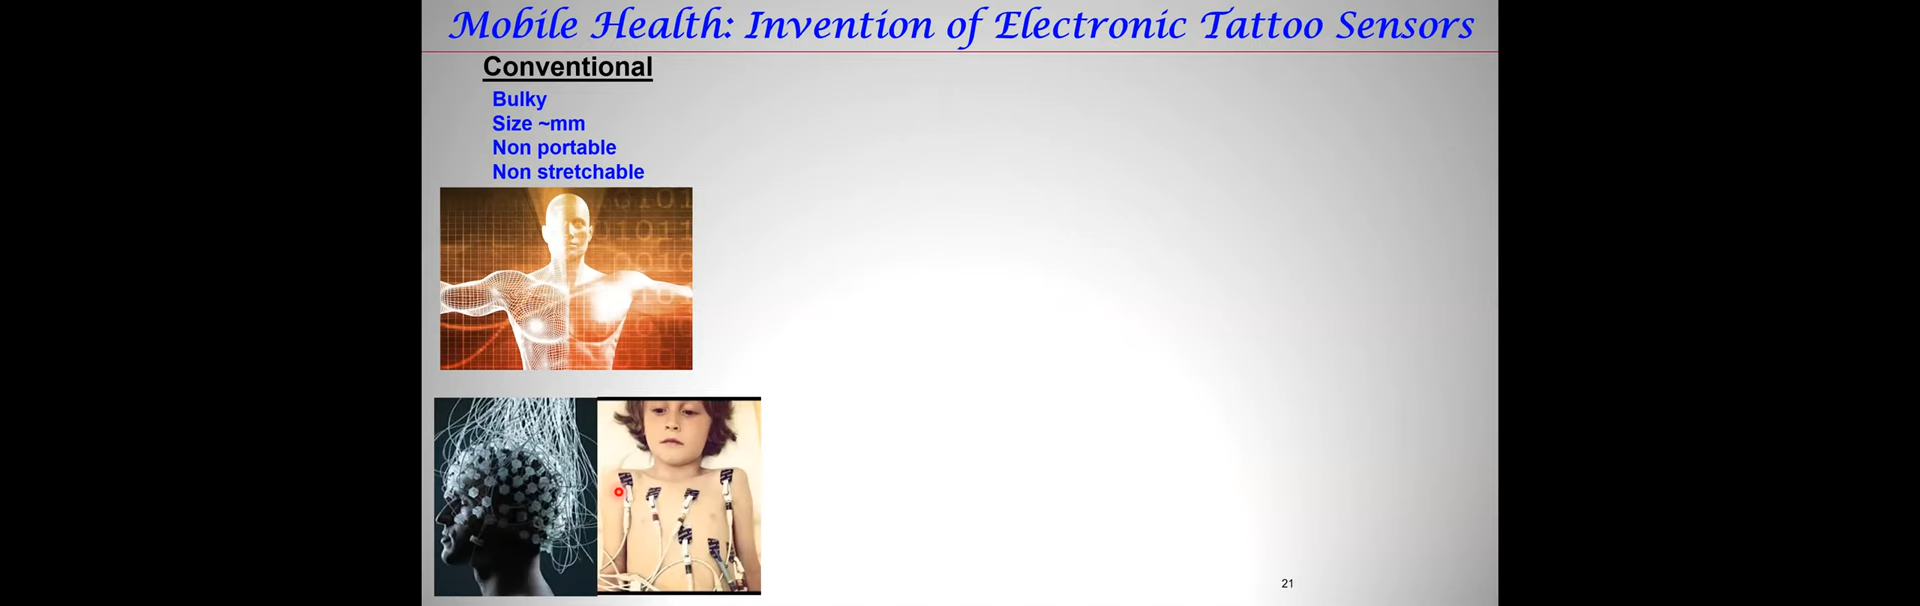 Mobile Health: Invention of Electronic Tattoo Sensors
Conventional
Bulky
Size ~mm
Non portable
Non stretchable
21